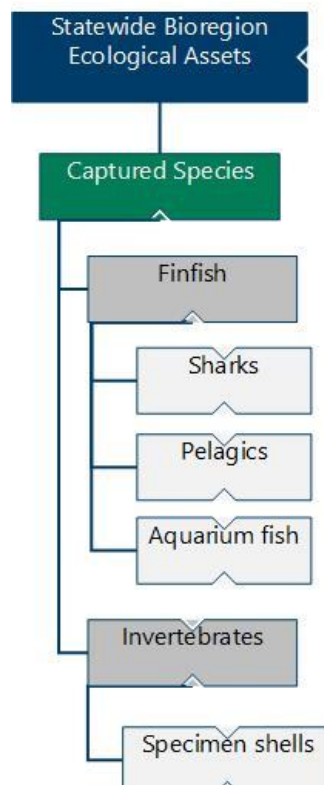 Statewide Bioregion
Ecological Assets
Captured Species
Finfish
Sharks
Pelagics
Aquarium fish
Invertebrates
Specimen shells